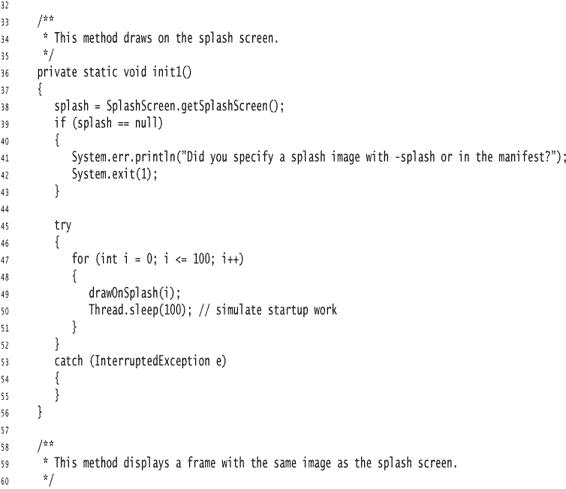 32
33 /**
34  * This method draws on the splash screen.
35  */
36 private static void init1()
37 {
38    splash = SplashScreen.getSplashScreen();
39    if (splash == null)
40    {
41       System.err.println("Did you specify a splash image with -splash or in the manifest?");
42       System.exit(1);
43    }
44
45    try
46    {
47       for (int i = 0; i <= 100; i++)
48       {
49          drawOnSplash(i);
50          Thread.sleep(100); // simulate startup work
51       }
52    }
53    catch (InterruptedException e)
54    {
55    }
56 }
57
58 /**
59  * This method displays a frame with the same image as the splash screen.
60  */